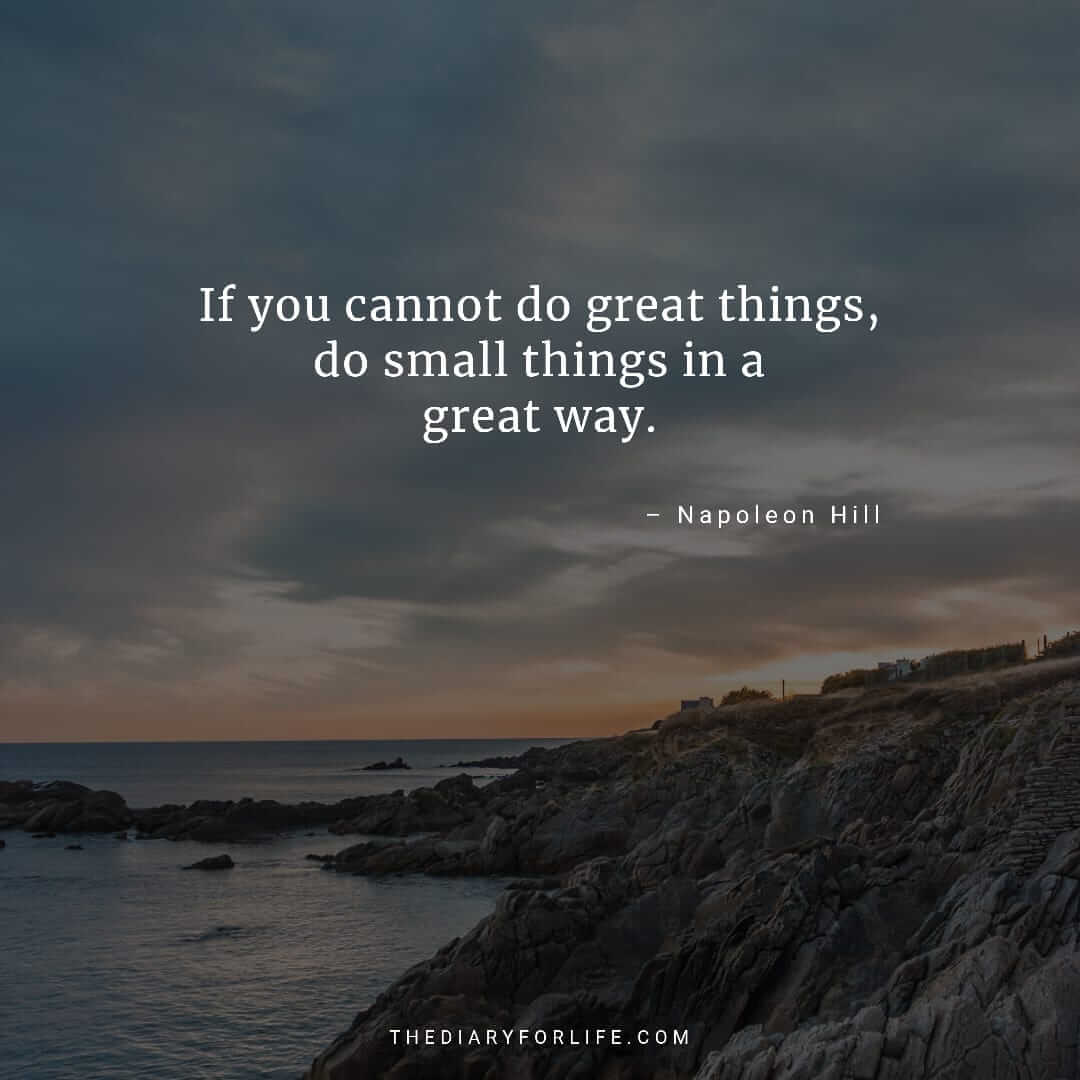 If you cannot do great things,
do small things in a
great way.
– Napoleon Hill
THEDIARYFORLIFE.COM